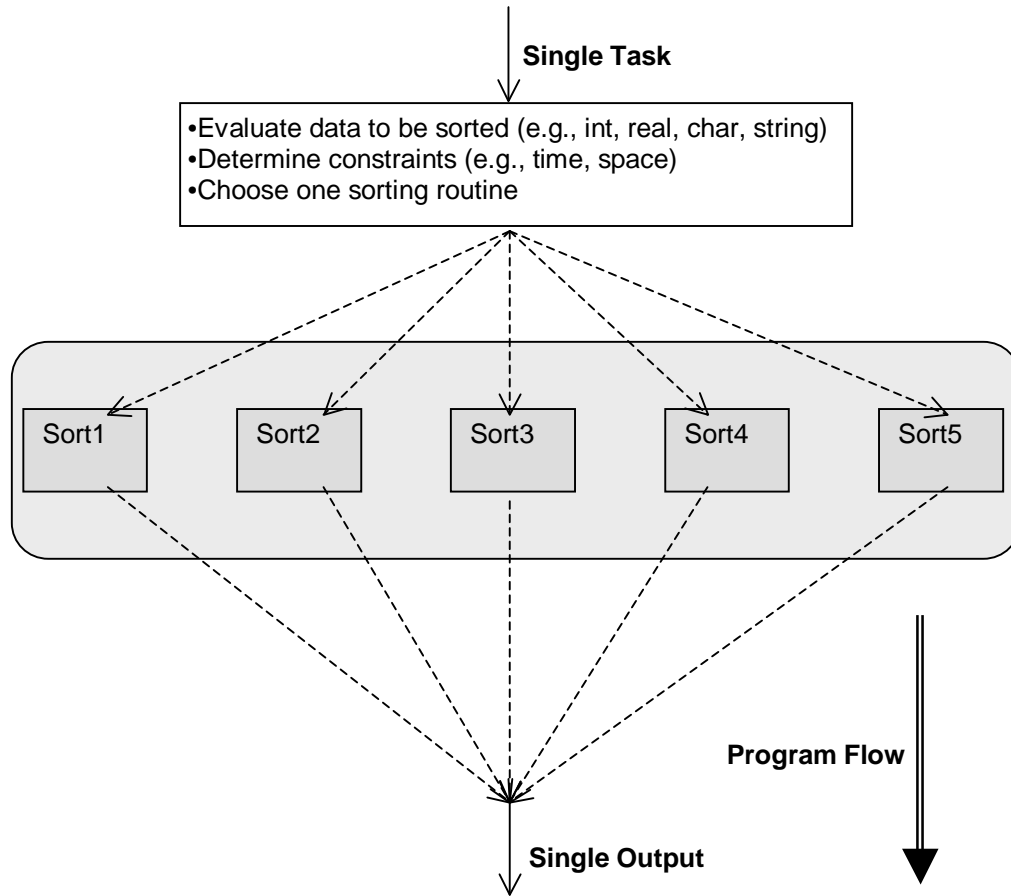 Single Task
•Evaluate data to be sorted (e.g., int, real, char, string)
•Determine constraints (e.g., time, space)
•Choose one sorting routine
Sort1
Sort2
Sort3
Sort4
Sort5
Program Flow
Single Output